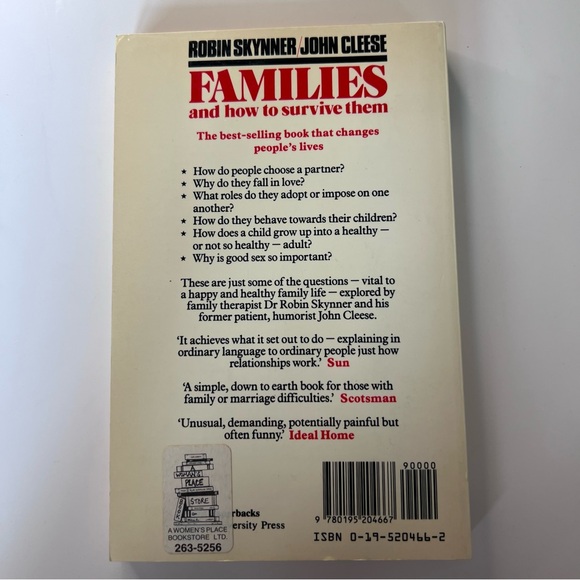 ROBIN SKYNNER/JOHN CLEESE
FAMILIES
and how to survive them
The best-selling book that changes
people's lives
★ How do people choose a partner?
★ Why do they fall in love?
★ What roles do they adopt or impose on one
another?
★ How do they behave towards their children?
★ How does a child grow up into a healthy —
or not so healthy — adult?
★ Why is good sex so important?
These are just some of the questions — vital to
a happy and healthy family life — explored by
family therapist Dr Robin Skynner and his
former patient, humorist John Cleese.
'It achieves what it set out to do — explaining in
ordinary language to ordinary people just how
relationships work.' Sun
'A simple, down to earth book for those with
family or marriage difficulties.' Scotsman
'Unusual, demanding, potentially painful but
often funny.' Ideal Home
A
WOMAN'S
PLACE
STORE
A WOMEN'S PLACE
BOOKSTORE LTD.
263-5256
erbacks
ersity Press
90000
9 780195 204667
ISBN 0-19-520466-2